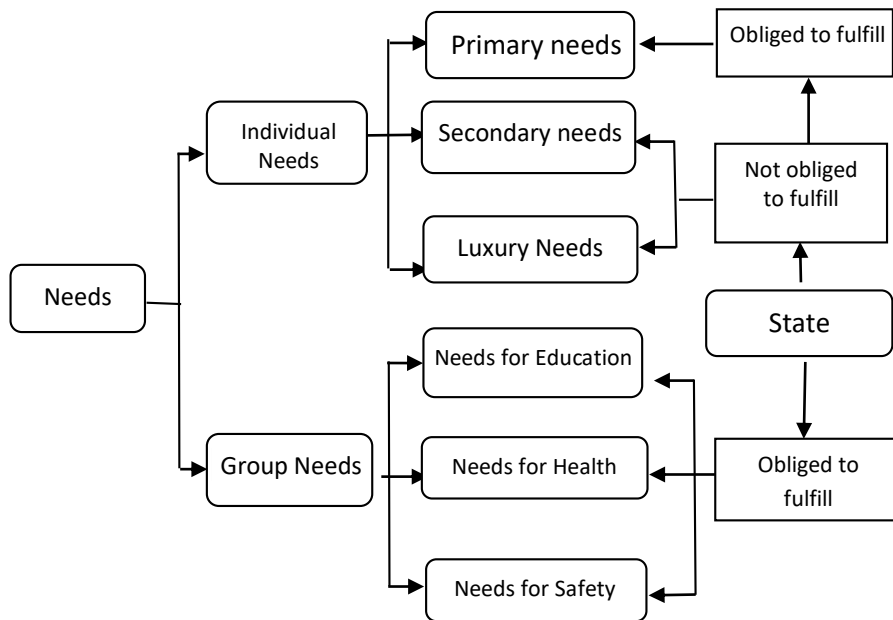 Primary needs
Obliged to fulfill
Individual
Needs
Secondary needs
Not obliged
to fulfill
Luxury Needs
Needs
State
Needs for Education
Group Needs
Needs for Health
Obliged to
fulfill
Needs for Safety